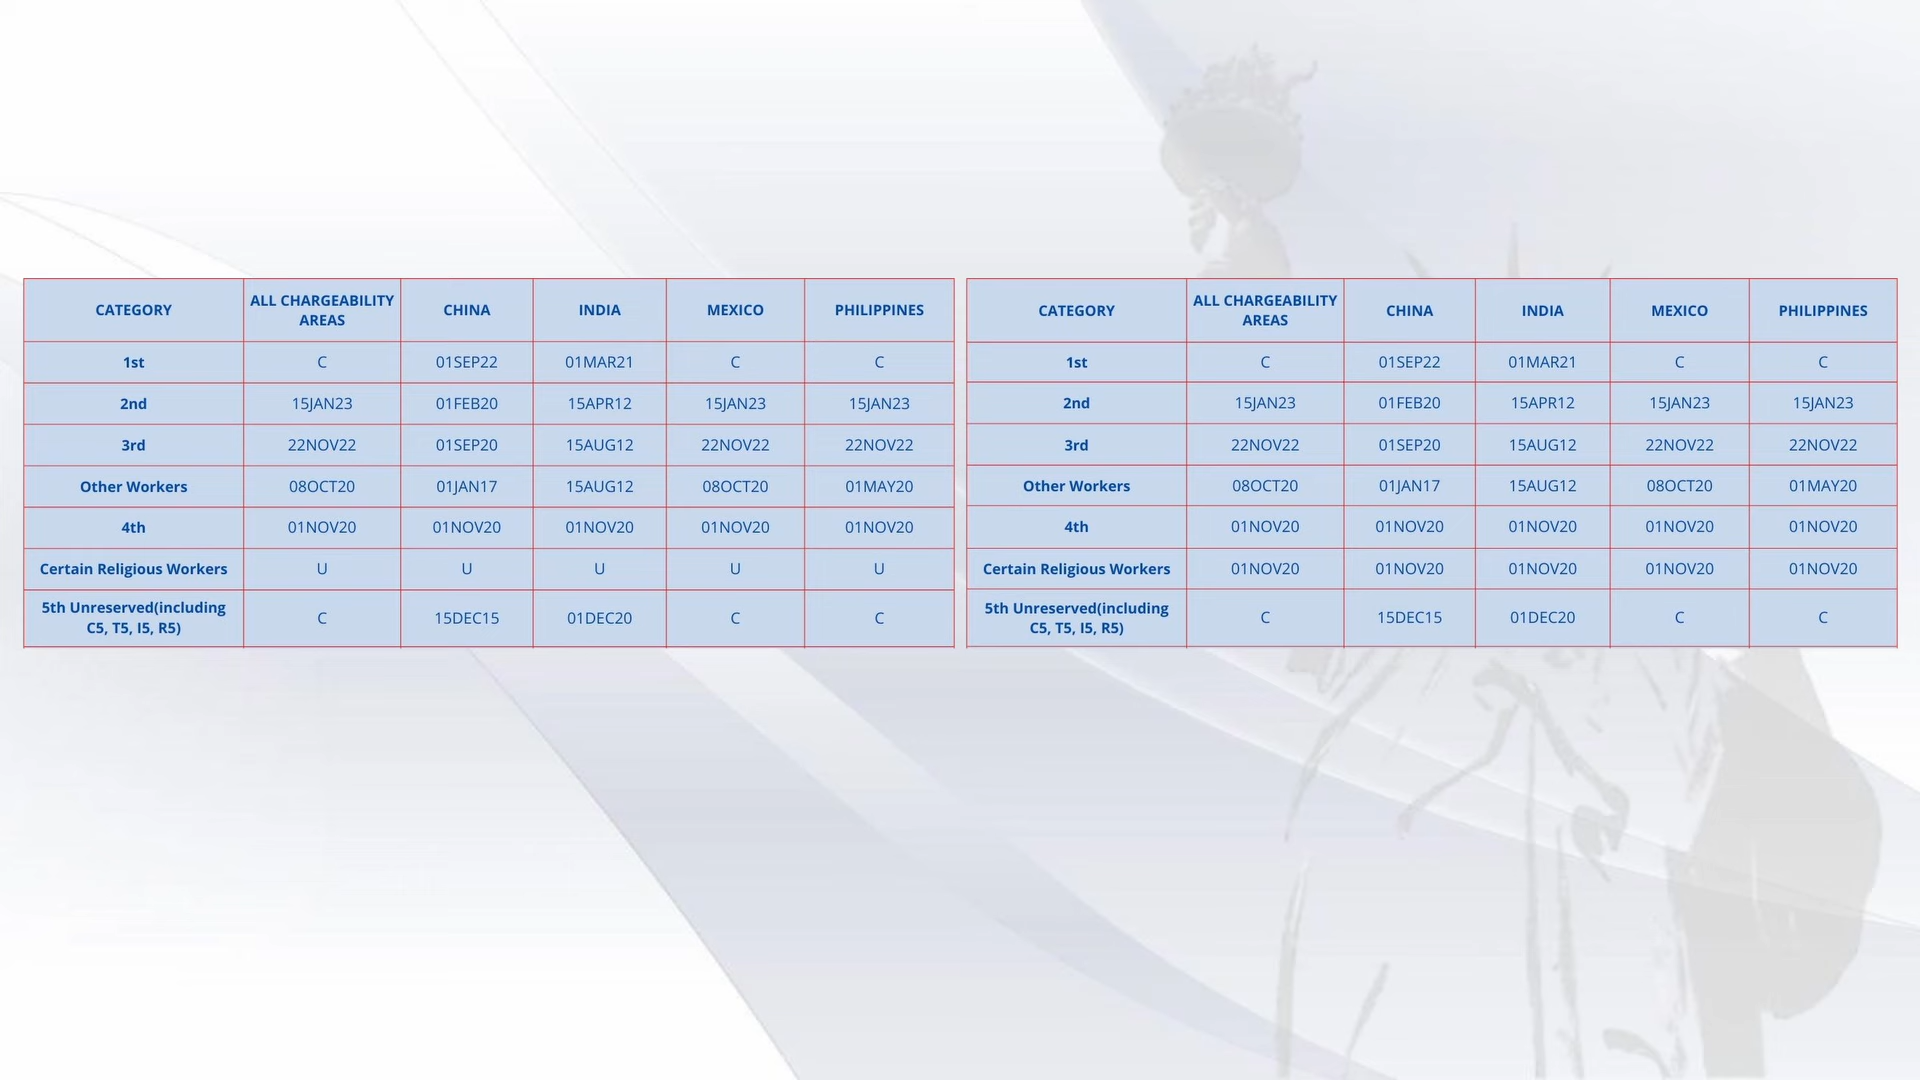 CATEGORY ALL CHARGEABILITY AREAS CHINA INDIA MEXICO PHILIPPINES
1st C 01SEP22 01MAR21 C C
2nd 15JAN23 01FEB20 15APR12 15JAN23 15JAN23
3rd 22NOV22 01SEP20 15AUG12 22NOV22 22NOV22
Other Workers 08OCT20 01JAN17 15AUG12 08OCT20 01MAY20
4th 01NOV20 01NOV20 01NOV20 01NOV20 01NOV20
Certain Religious Workers U U U U U
5th Unreserved(including C5, T5, I5, R5) C 15DEC15 01DEC20 C C
CATEGORY ALL CHARGEABILITY AREAS CHINA INDIA MEXICO PHILIPPINES
1st C 01SEP22 01MAR21 C C
2nd 15JAN23 01FEB20 15APR12 15JAN23 15JAN23
3rd 22NOV22 01SEP20 15AUG12 22NOV22 22NOV22
Other Workers 08OCT20 01JAN17 15AUG12 08OCT20 01MAY20
4th 01NOV20 01NOV20 01NOV20 01NOV20 01NOV20
Certain Religious Workers 01NOV20 01NOV20 01NOV20 01NOV20 01NOV20
5th Unreserved(including C5, T5, I5, R5) C 15DEC15 01DEC20 C C